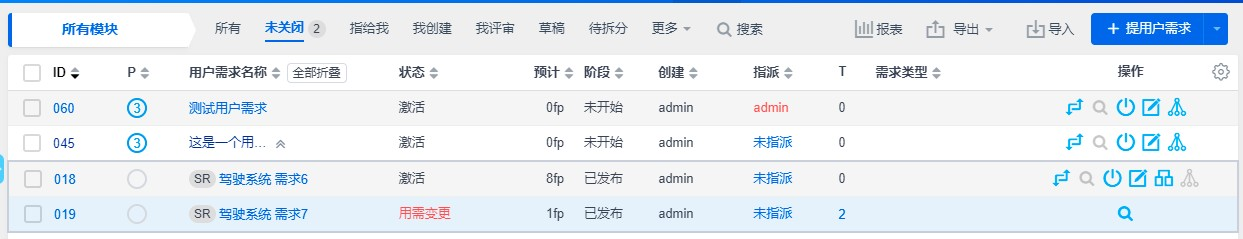 所有模块 所有 未关闭 2 指给我 我创建 我评审 草稿 待拆分 更多 搜索 报表 导出 导入 + 提用户需求
ID P 用户需求名称 全部折叠 状态 预计 阶段 创建 指派 T 需求类型 操作
060 3 测试用户需求 激活 0fp 未开始 admin admin 0
045 3 这是一个用... 激活 0fp 未开始 admin 未指派 0
018 SR 驾驶系统 需求6 激活 8fp 已发布 admin 未指派 0
019 SR 驾驶系统 需求7 用需变更 1fp 已发布 admin 未指派 2